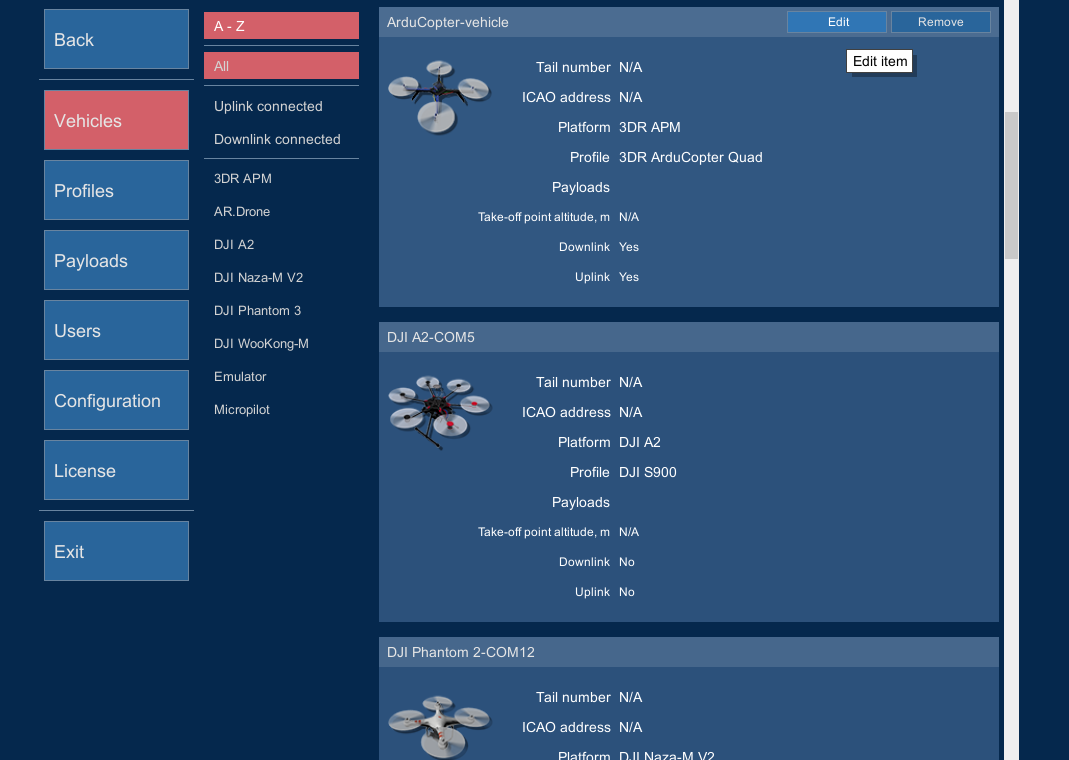 Back
Vehicles
Profiles
Payloads
Users
Configuration
License
Exit
A - Z
All
Uplink connected
Downlink connected
3DR APM
AR.Drone
DJI A2
DJI Naza-M V2
DJI Phantom 3
DJI WooKong-M
Emulator
Micropilot
ArduCopter-vehicle Edit Remove
Edit item
Tail number N/A
ICAO address N/A
Platform 3DR APM
Profile 3DR ArduCopter Quad
Payloads
Take-off point altitude, m N/A
Downlink Yes
Uplink Yes
DJI A2-COM5
Tail number N/A
ICAO address N/A
Platform DJI A2
Profile DJI S900
Payloads
Take-off point altitude, m N/A
Downlink No
Uplink No
DJI Phantom 2-COM12
Tail number N/A
ICAO address N/A
Platform DJI Naza-M V2